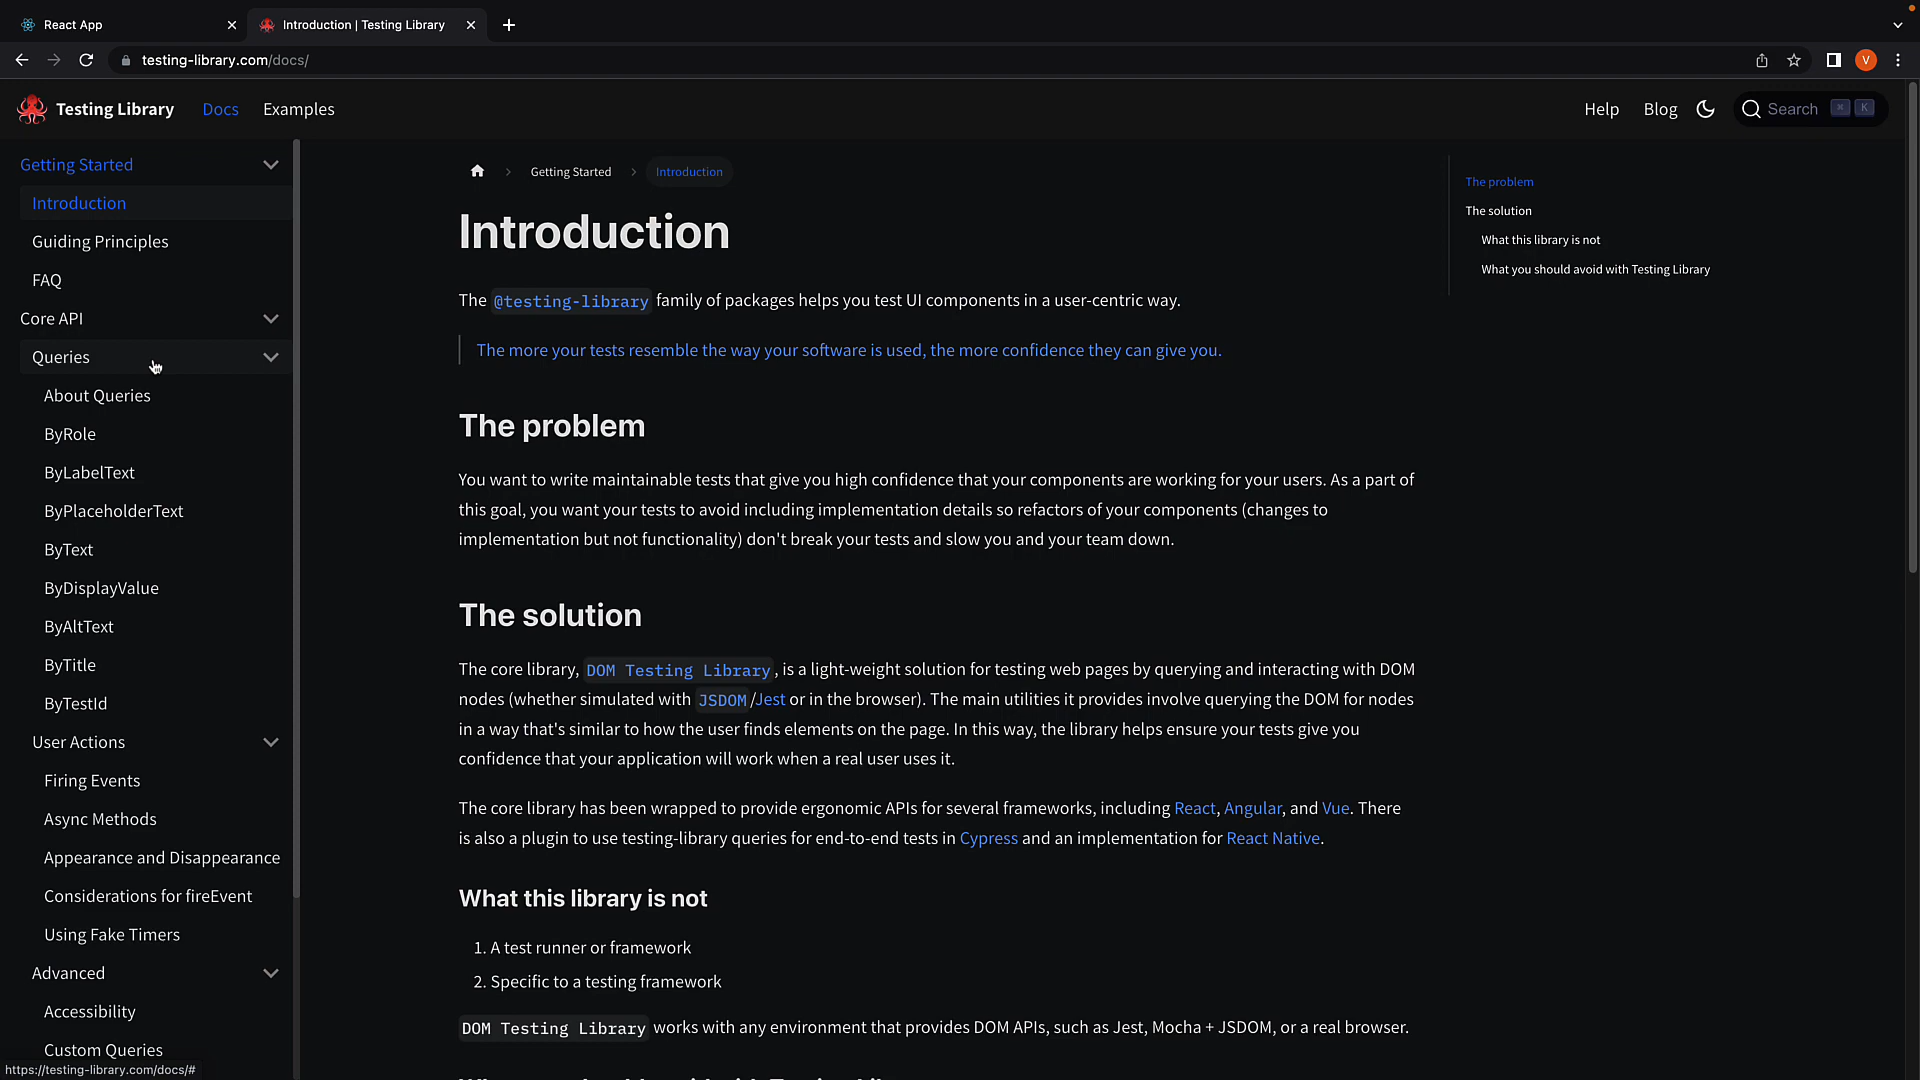 React App
Introduction | Testing Library
testing-library.com/docs/
V
Testing Library
Docs
Examples
Help
Blog
Search
⌘ K
Getting Started
Introduction
Guiding Principles
FAQ
Core API
Queries
About Queries
ByRole
ByLabelText
ByPlaceholderText
ByText
ByDisplayValue
ByAltText
ByTitle
ByTestId
User Actions
Firing Events
Async Methods
Appearance and Disappearance
Considerations for fireEvent
Using Fake Timers
Advanced
Accessibility
Custom Queries
https://testing-library.com/docs/#
Getting Started
Introduction
Introduction
The @testing-library family of packages helps you test UI components in a user-centric way.
The more your tests resemble the way your software is used, the more confidence they can give you.
The problem
You want to write maintainable tests that give you high confidence that your components are working for your users. As a part of
this goal, you want your tests to avoid including implementation details so refactors of your components (changes to
implementation but not functionality) don't break your tests and slow you and your team down.
The solution
The core library, DOM Testing Library, is a light-weight solution for testing web pages by querying and interacting with DOM
nodes (whether simulated with JSDOM/Jest or in the browser). The main utilities it provides involve querying the DOM for nodes
in a way that's similar to how the user finds elements on the page. In this way, the library helps ensure your tests give you
confidence that your application will work when a real user uses it.
The core library has been wrapped to provide ergonomic APIs for several frameworks, including React, Angular, and Vue. There
is also a plugin to use testing-library queries for end-to-end tests in Cypress and an implementation for React Native.
What this library is not
1. A test runner or framework
2. Specific to a testing framework
DOM Testing Library works with any environment that provides DOM APIs, such as Jest, Mocha + JSDOM, or a real browser.
The problem
The solution
What this library is not
What you should avoid with Testing Library